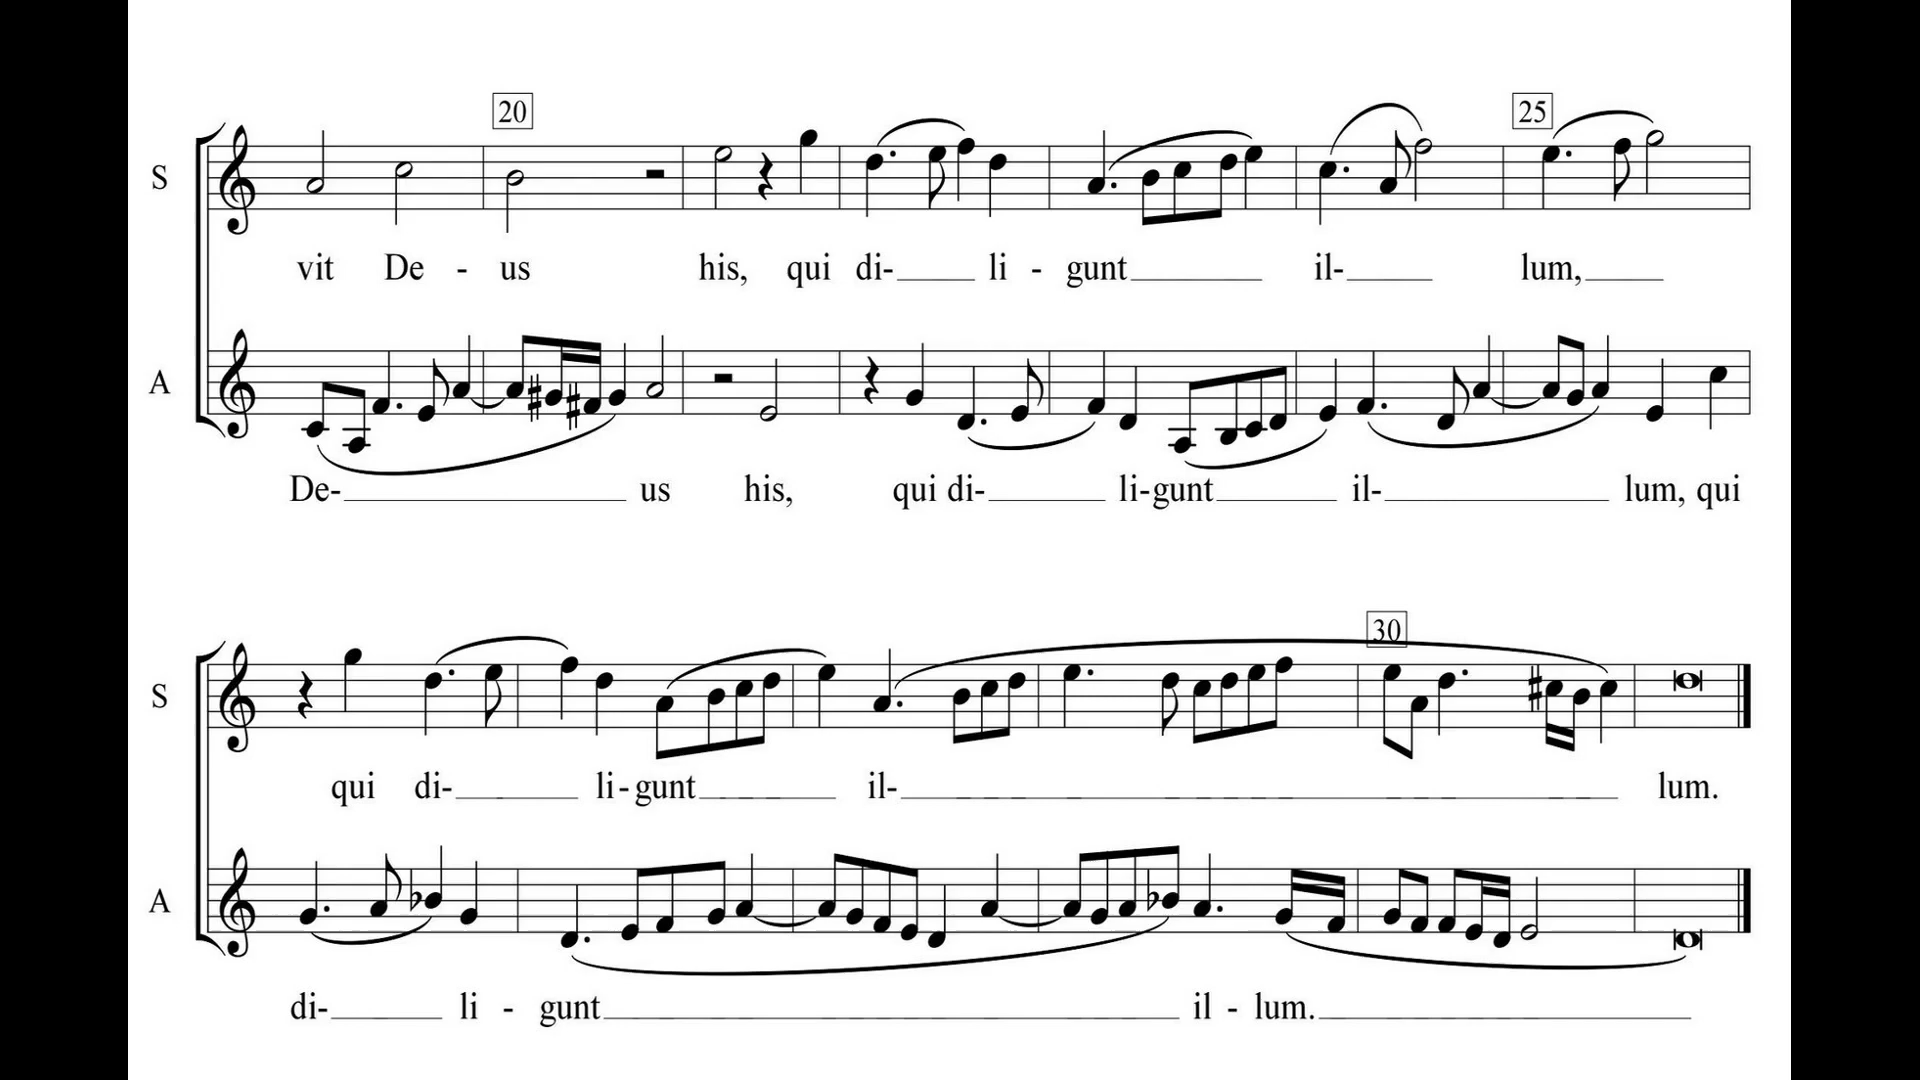 20 25
S
vit De - us his, qui di- li - gunt il- lum,
A
De- us his, qui di- li-gunt il- lum, qui
30
S
qui di- li-gunt il- lum.
A
di- li - gunt il - lum.